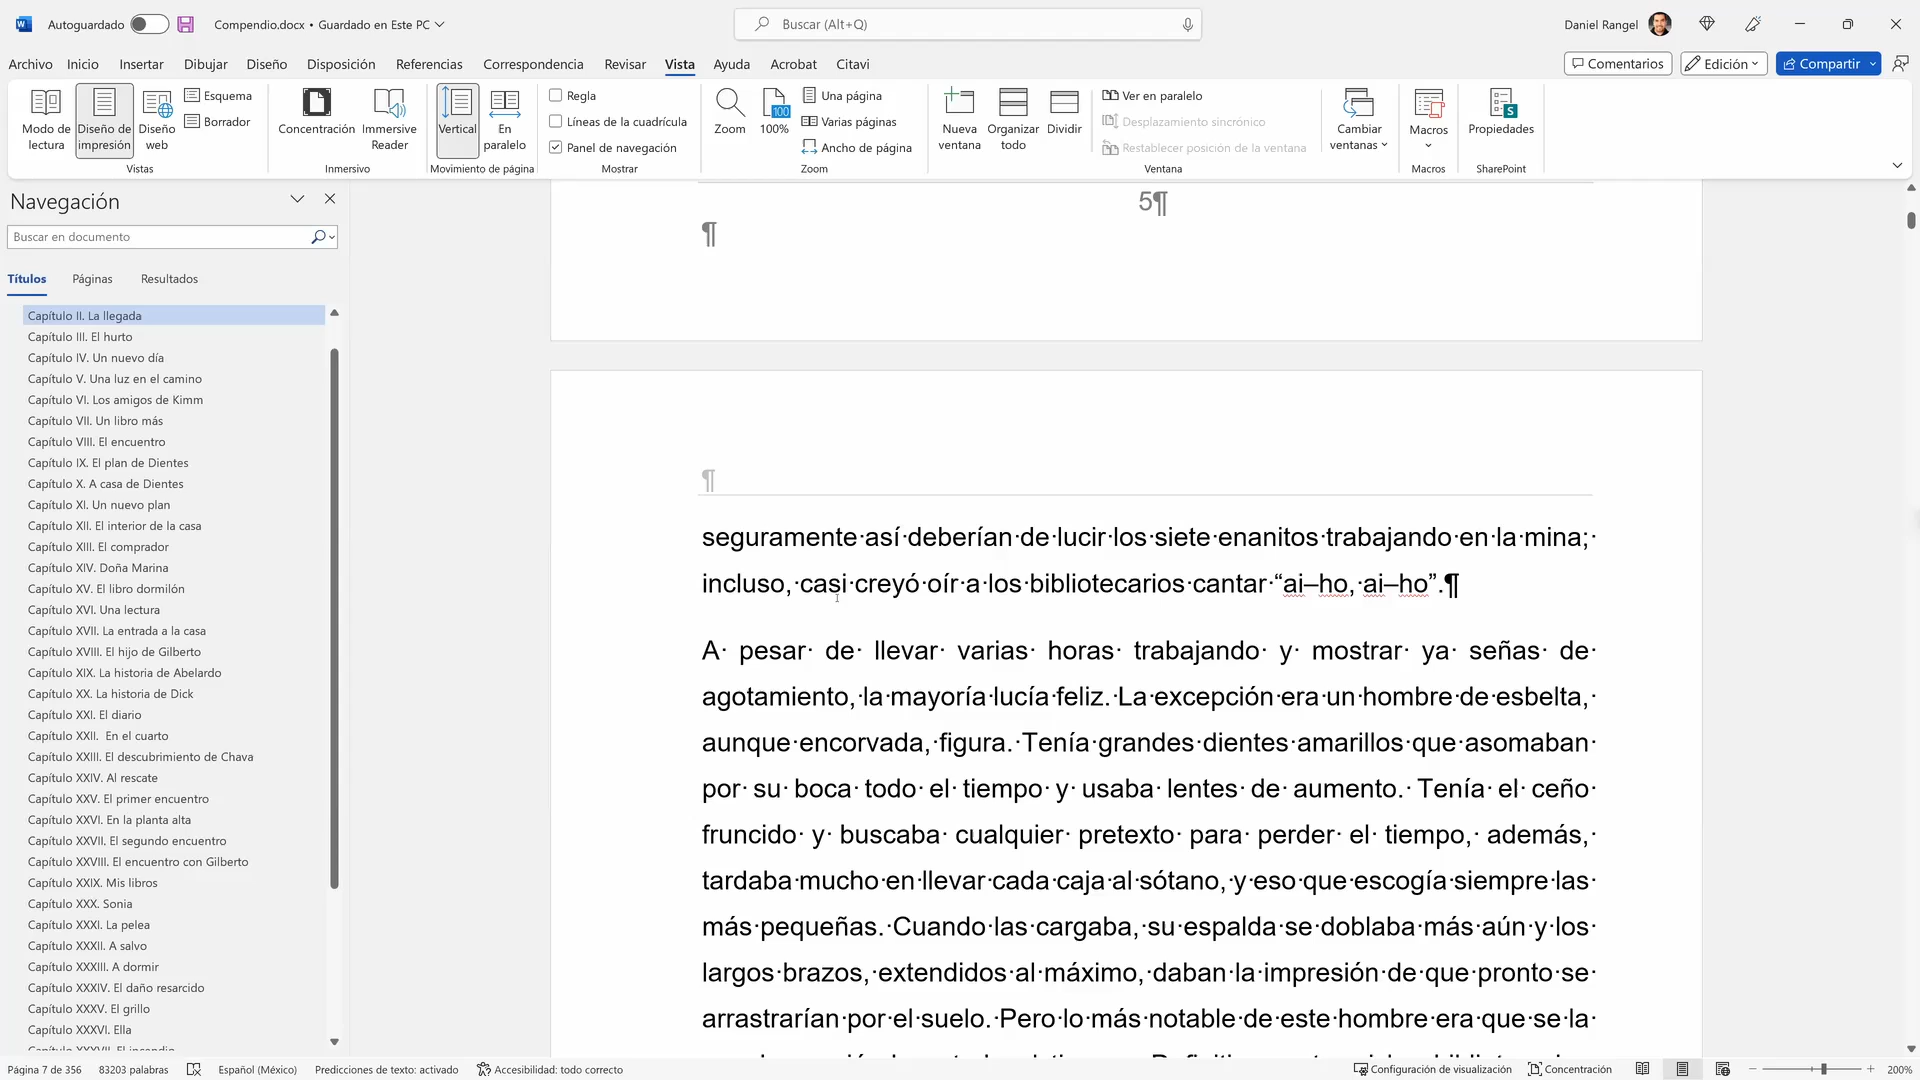 Autoguardado
Compendio.docx • Guardado en Este PC
Buscar (Alt+Q)
Daniel Rangel
Archivo Inicio Insertar Dibujar Diseño Disposición Referencias Correspondencia Revisar Vista Ayuda Acrobat Citavi
Comentarios Edición Compartir
Modo de lectura
Diseño de impresión
Diseño web
Esquema
Borrador
Vistas
Concentración
Immersive Reader
Inmersivo
Vertical
En paralelo
Movimiento de página
Regla
Líneas de la cuadrícula
Panel de navegación
Mostrar
Zoom
100
100%
Una página
Varias páginas
Ancho de página
Zoom
Nueva ventana
Organizar todo
Dividir
Ver en paralelo
Desplazamiento sincrónico
Restablecer posición de la ventana
Cambiar ventanas
Ventana
Macros
Macros
Propiedades
SharePoint
Navegación
Buscar en documento
Títulos Páginas Resultados
Capítulo II. La llegada
Capítulo III. El hurto
Capítulo IV. Un nuevo día
Capítulo V. Una luz en el camino
Capítulo VI. Los amigos de Kimm
Capítulo VII. Un libro más
Capítulo VIII. El encuentro
Capítulo IX. El plan de Dientes
Capítulo X. A casa de Dientes
Capítulo XI. Un nuevo plan
Capítulo XII. El interior de la casa
Capítulo XIII. El comprador
Capítulo XIV. Doña Marina
Capítulo XV. El libro dormilón
Capítulo XVI. Una lectura
Capítulo XVII. La entrada a la casa
Capítulo XVIII. El hijo de Gilberto
Capítulo XIX. La historia de Abelardo
Capítulo XX. La historia de Dick
Capítulo XXI. El diario
Capítulo XXII. En el cuarto
Capítulo XXIII. El descubrimiento de Chava
Capítulo XXIV. Al rescate
Capítulo XXV. El primer encuentro
Capítulo XXVI. En la planta alta
Capítulo XXVII. El segundo encuentro
Capítulo XXVIII. El encuentro con Gilberto
Capítulo XXIX. Mis libros
Capítulo XXX. Sonia
Capítulo XXXI. La pelea
Capítulo XXXII. A salvo
Capítulo XXXIII. A dormir
Capítulo XXXIV. El daño resarcido
Capítulo XXXV. El grillo
Capítulo XXXVI. Ella
5¶
¶
¶
seguramente·así·deberían·de·lucir·los·siete·enanitos·trabajando·en·la·mina;·
incluso,·casi·creyó·oír·a·los·bibliotecarios·cantar·“ai–ho,·ai–ho”.¶
A· pesar· de· llevar· varias· horas· trabajando· y· mostrar· ya· señas· de·
agotamiento,·la·mayoría·lucía·feliz.·La·excepción·era·un·hombre·de·esbelta,·
aunque·encorvada,·figura.·Tenía·grandes·dientes·amarillos·que·asomaban·
por· su· boca· todo· el· tiempo· y· usaba· lentes· de· aumento.· Tenía· el· ceño·
fruncido· y· buscaba· cualquier· pretexto· para· perder· el· tiempo,· además,·
tardaba·mucho·en·llevar·cada·caja·al·sótano,·y·eso·que·escogía·siempre·las·
más·pequeñas.·Cuando·las·cargaba,·su·espalda·se·doblaba·más·aún·y·los·
largos·brazos,·extendidos·al·máximo,·daban·la·impresión·de·que·pronto·se·
arrastrarían·por·el·suelo.·Pero·lo·más·notable·de·este·hombre·era·que·se·la·
Página 7 de 356 83203 palabras Español (México) Predicciones de texto: activado Accesibilidad: todo correcto Configuración de visualización Concentración 200%